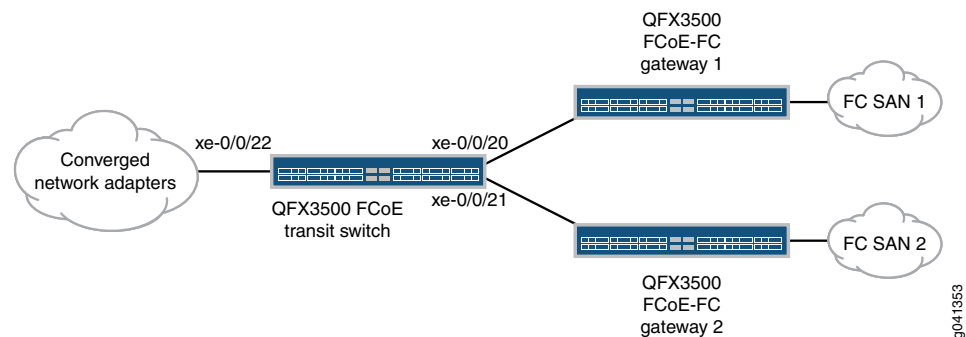 QFX3500
FCoE-FC
gateway 1
FC SAN 1
xe-0/0/22
xe-0/0/20
Converged
network adapters
xe-0/0/21
QFX3500 FCoE
transit switch
FC SAN 2
QFX3500
FCoE-FC
gateway 2
g041353